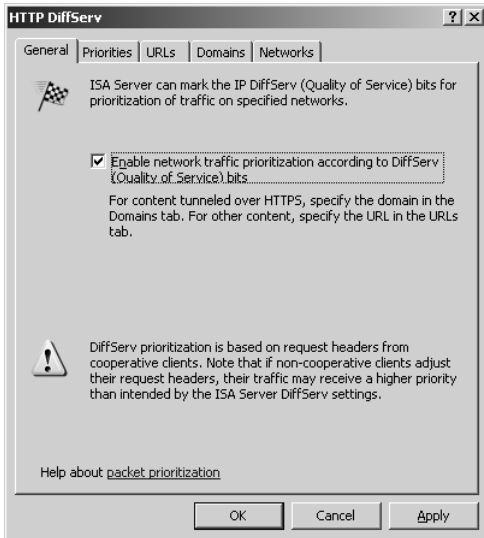 HTTP DiffServ
General Priorities URLs Domains Networks
ISA Server can mark the IP DiffServ (Quality of Service) bits for
prioritization of traffic on specified networks.
Enable network traffic prioritization according to DiffServ
(Quality of Service) bits
For content tunneled over HTTPS, specify the domain in the
Domains tab. For other content, specify the URL in the URLs
tab.
DiffServ prioritization is based on request headers from
cooperative clients. Note that if non-cooperative clients adjust
their request headers, their traffic may receive a higher priority
than intended by the ISA Server DiffServ settings.
Help about packet prioritization
OK Cancel Apply